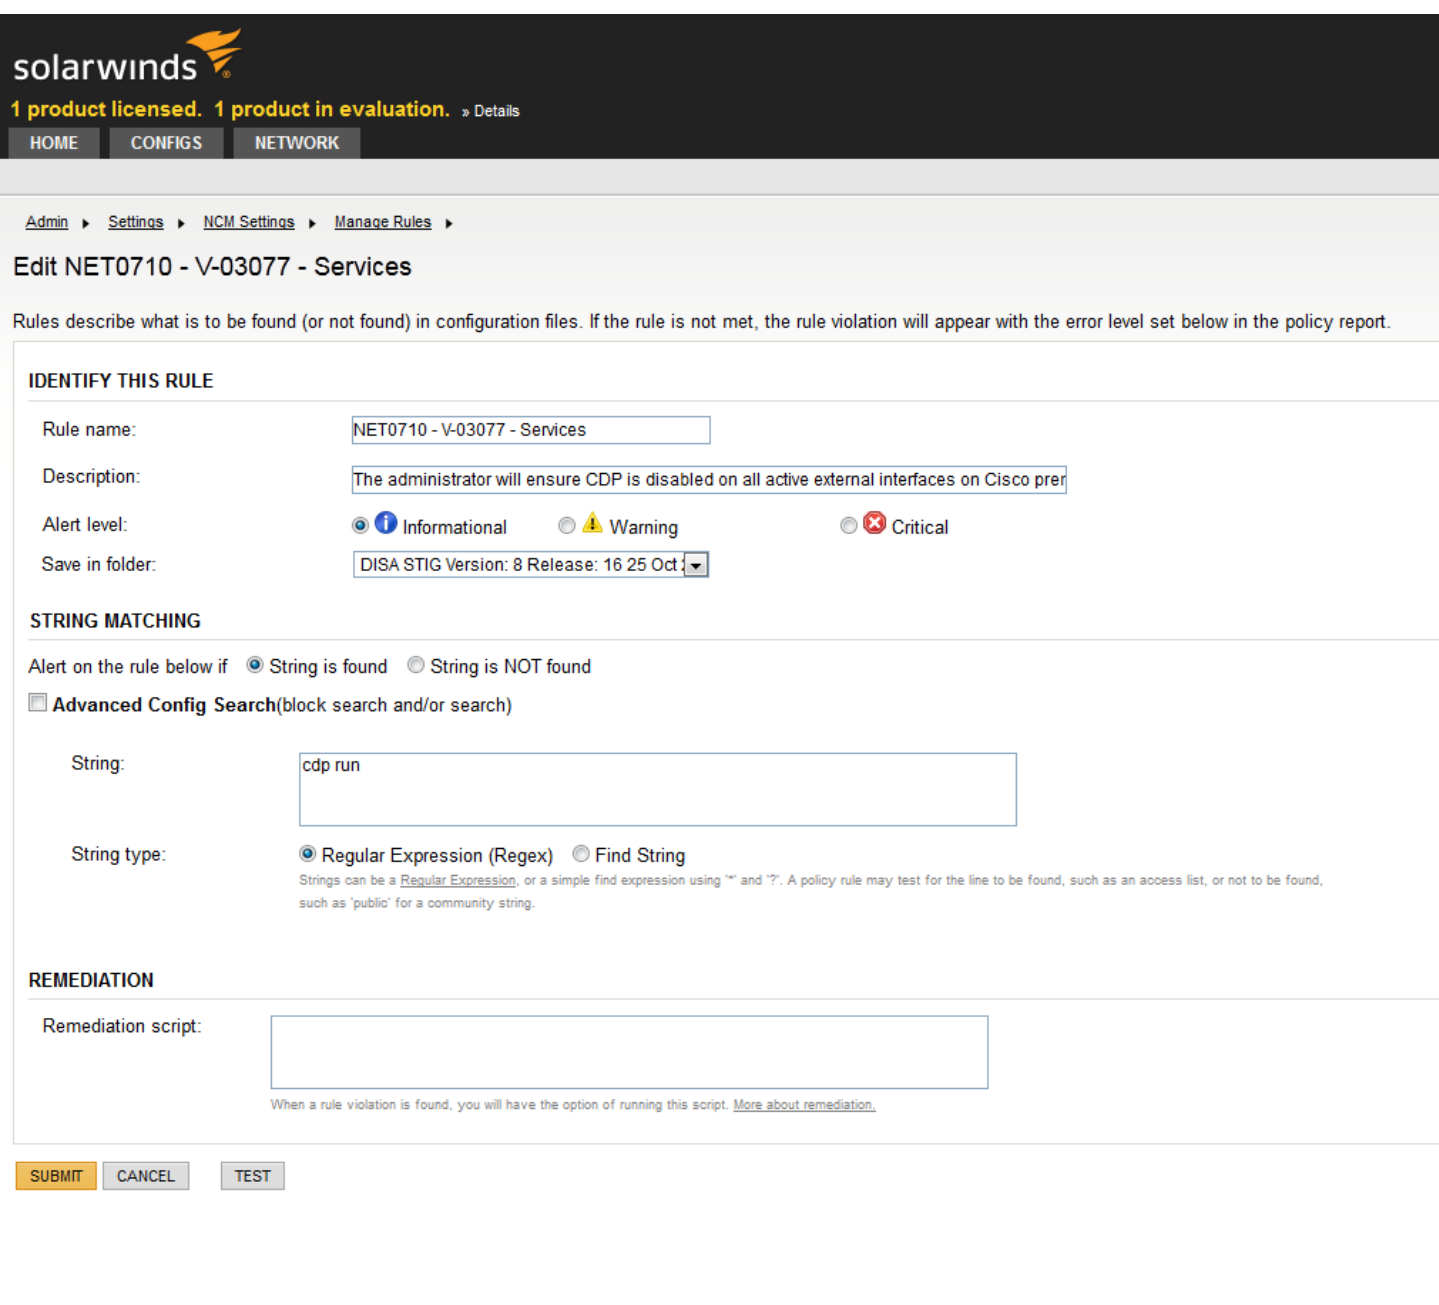 solarwinds
1 product licensed. 1 product in evaluation. » Details
HOME CONFIGS NETWORK
Admin Settings NCM Settings Manage Rules
Edit NET0710 - V-03077 - Services
Rules describe what is to be found (or not found) in configuration files. If the rule is not met, the rule violation will appear with the error level set below in the policy report.
IDENTIFY THIS RULE
Rule name: NET0710 - V-03077 - Services
Description: The administrator will ensure CDP is disabled on all active external interfaces on Cisco prer
Alert level: Informational Warning Critical
Save in folder: DISA STIG Version: 8 Release: 16 25 Oct
STRING MATCHING
Alert on the rule below if String is found String is NOT found
Advanced Config Search(block search and/or search)
String: cdp run
String type: Regular Expression (Regex) Find String
Strings can be a Regular Expression, or a simple find expression using '*' and '?'. A policy rule may test for the line to be found, such as an access list, or not to be found,
such as 'public' for a community string.
REMEDIATION
Remediation script:
When a rule violation is found, you will have the option of running this script. More about remediation.
SUBMIT CANCEL TEST